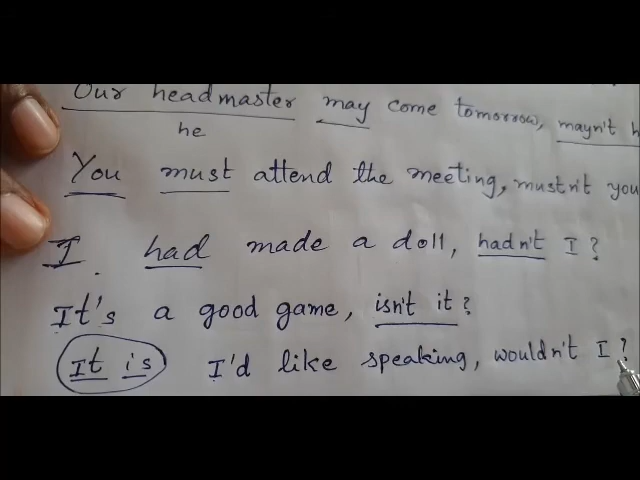 Our headmaster may come tomorrow, mayn't h
he
You must attend the meeting, mustn't you
I had made a doll, hadn't I?
It's a good game, isn't it?
It is I'd like speaking, wouldn't I?